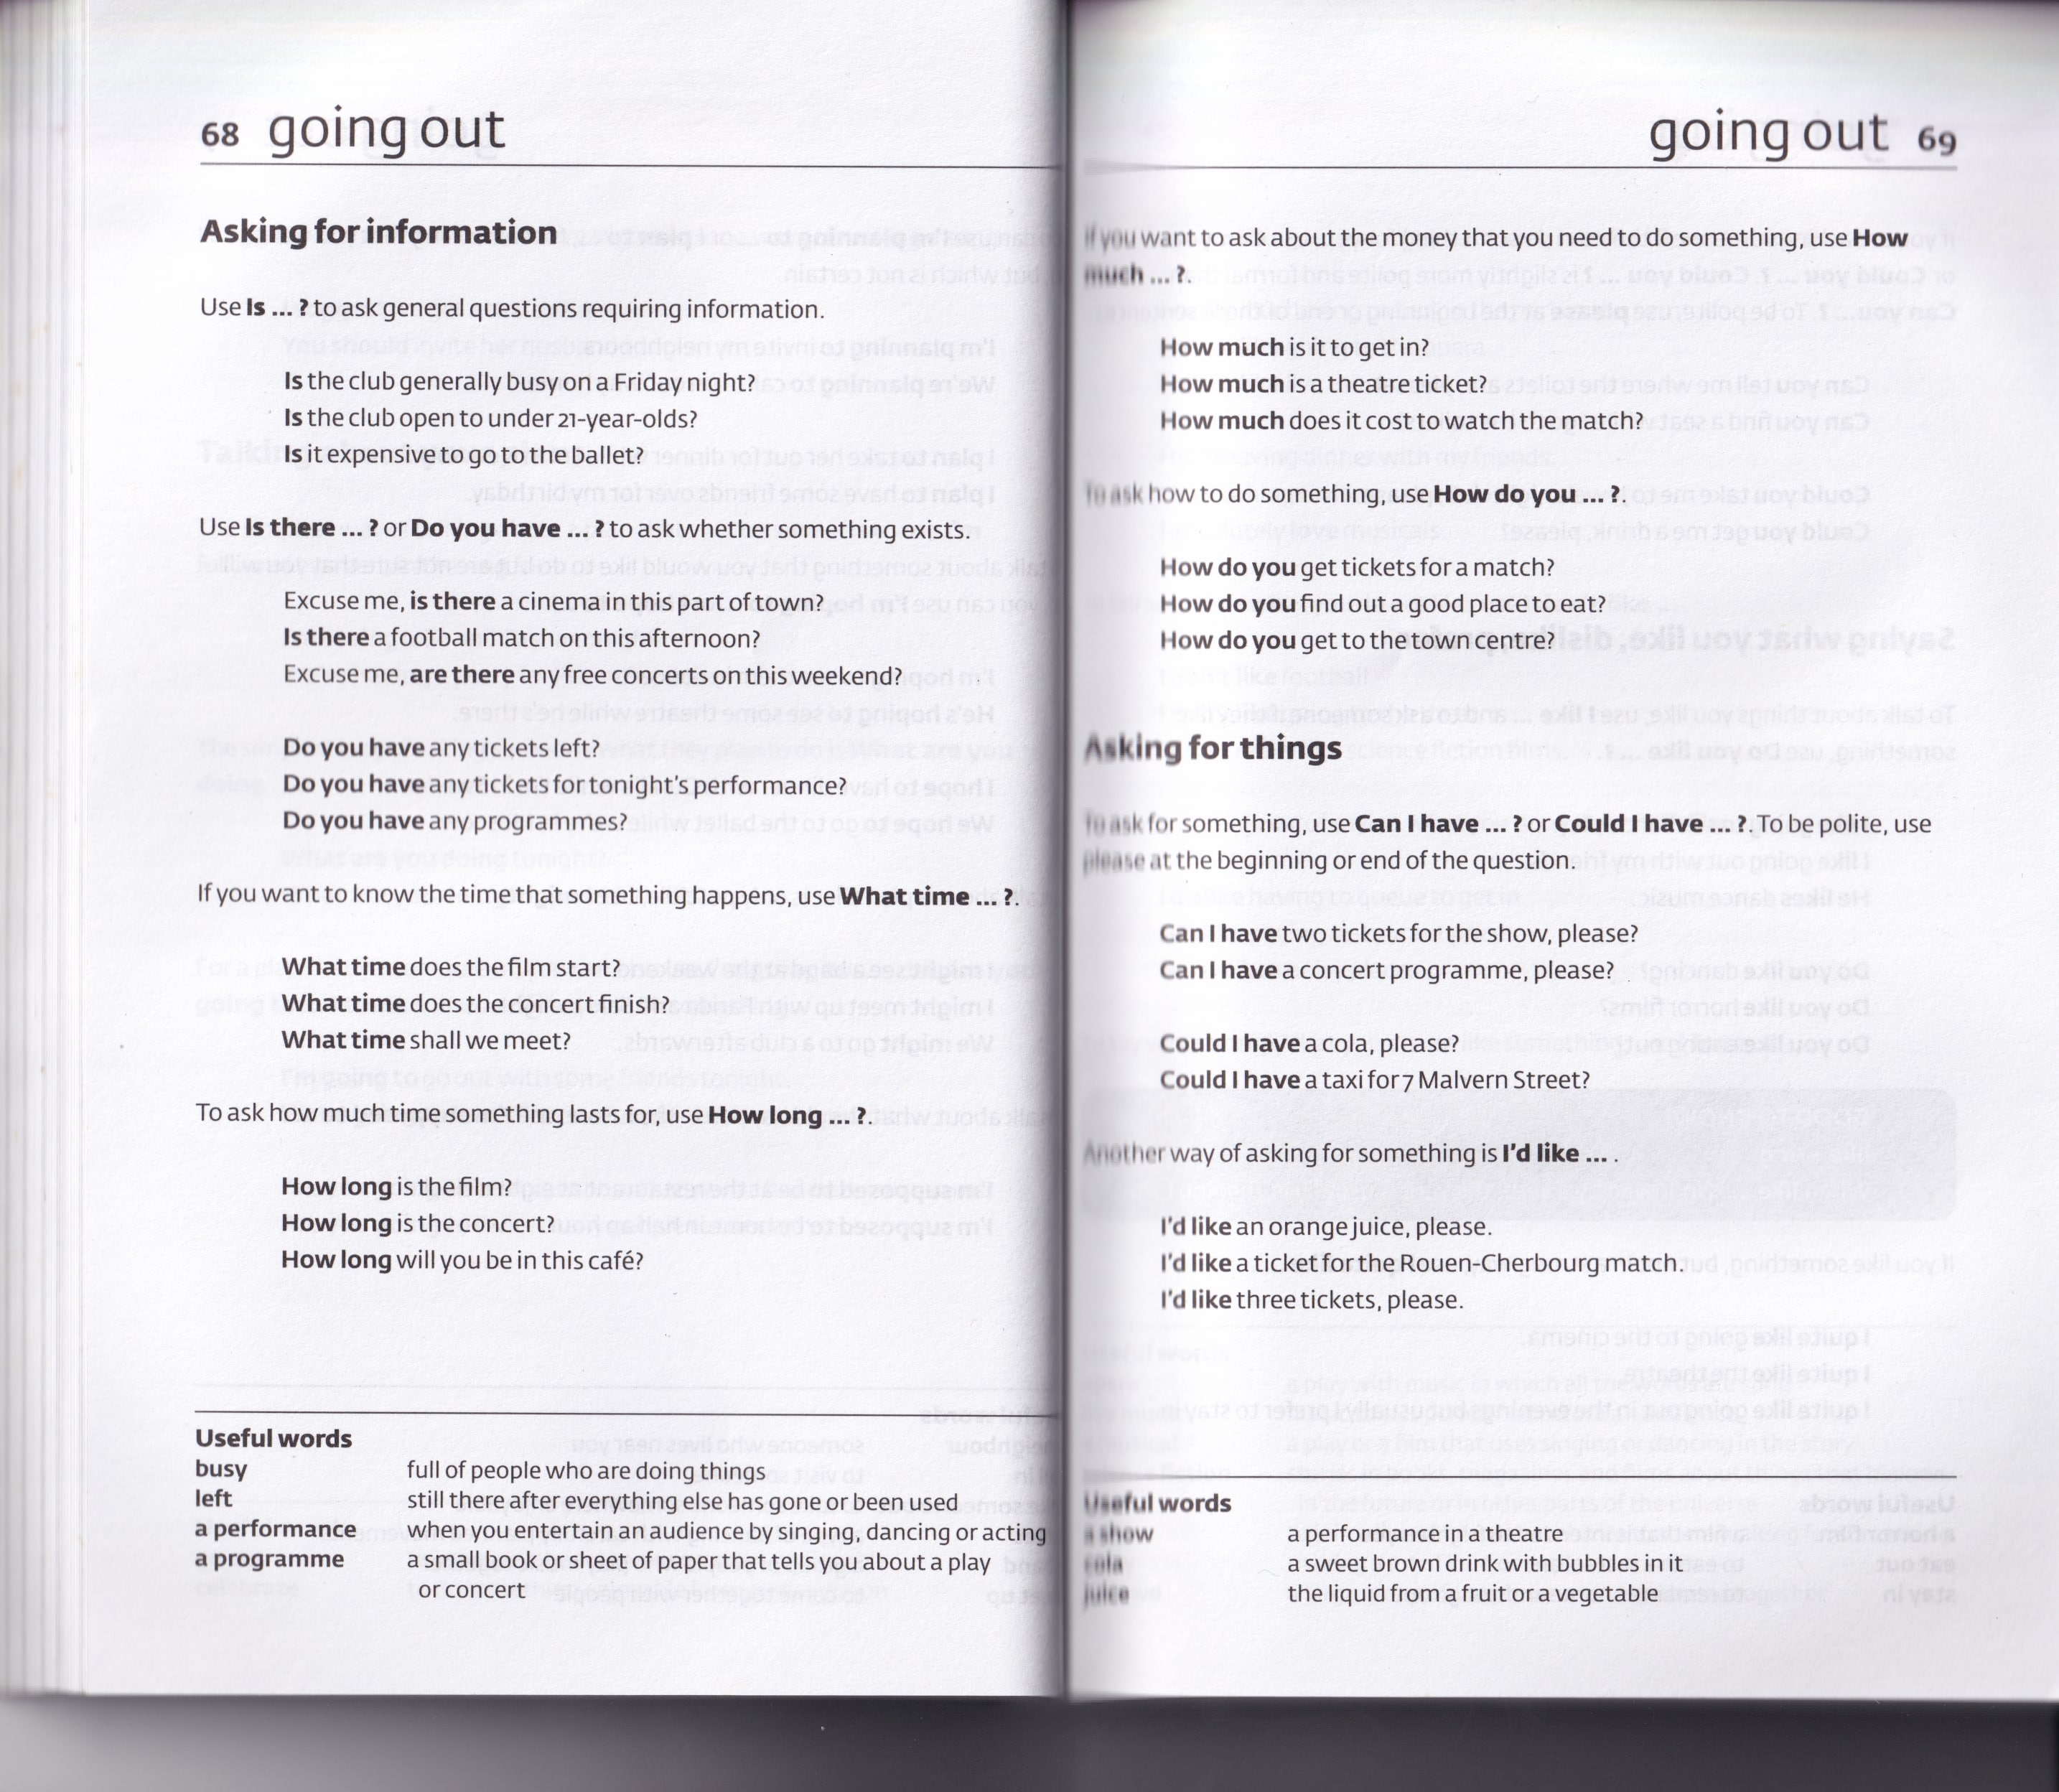 68 going out
Asking for information
Use Is ... ? to ask general questions requiring information.
Is the club generally busy on a Friday night?
Is the club open to under 21-year-olds?
Is it expensive to go to the ballet?
Use Is there ... ? or Do you have ... ? to ask whether something exists.
Excuse me, is there a cinema in this part of town?
Is there a football match on this afternoon?
Excuse me, are there any free concerts on this weekend?
Do you have any tickets left?
Do you have any tickets for tonight's performance?
Do you have any programmes?
If you want to know the time that something happens, use What time ... ?.
What time does the film start?
What time does the concert finish?
What time shall we meet?
To ask how much time something lasts for, use How long ... ?.
How long is the film?
How long is the concert?
How long will you be in this café?
Useful words
busy full of people who are doing things
left still there after everything else has gone or been used
a performance when you entertain an audience by singing, dancing or acting
a programme a small book or sheet of paper that tells you about a play
or concert
going out 69
If you want to ask about the money that you need to do something, use How
much ... ?.
How much is it to get in?
How much is a theatre ticket?
How much does it cost to watch the match?
To ask how to do something, use How do you ... ?.
How do you get tickets for a match?
How do you find out a good place to eat?
How do you get to the town centre?
Asking for things
To ask for something, use Can I have ... ? or Could I have ... ?. To be polite, use
please at the beginning or end of the question.
Can I have two tickets for the show, please?
Can I have a concert programme, please?
Could I have a cola, please?
Could I have a taxi for 7 Malvern Street?
Another way of asking for something is I'd like ... .
I'd like an orange juice, please.
I'd like a ticket for the Rouen-Cherbourg match.
I'd like three tickets, please.
Useful words
a show a performance in a theatre
cola a sweet brown drink with bubbles in it
juice the liquid from a fruit or a vegetable